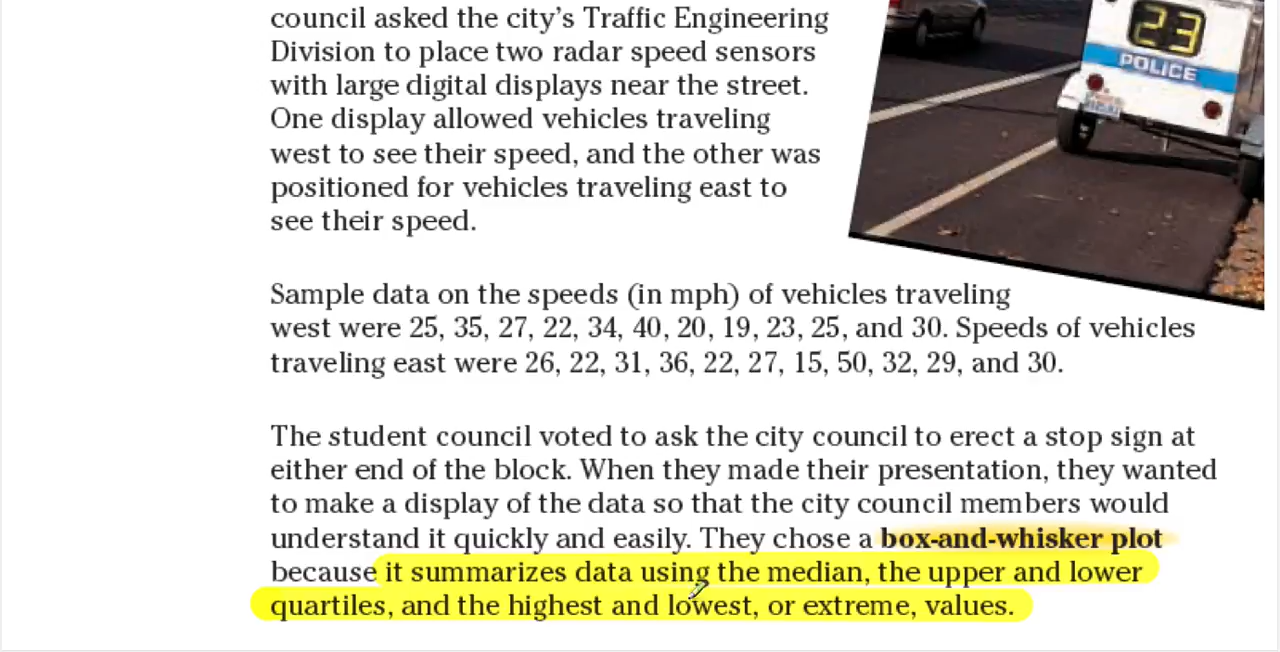 council asked the city's Traffic Engineering
Division to place two radar speed sensors
with large digital displays near the street.
One display allowed vehicles traveling
west to see their speed, and the other was
positioned for vehicles traveling east to
see their speed.
23
POLICE
Sample data on the speeds (in mph) of vehicles traveling
west were 25, 35, 27, 22, 34, 40, 20, 19, 23, 25, and 30. Speeds of vehicles
traveling east were 26, 22, 31, 36, 22, 27, 15, 50, 32, 29, and 30.
The student council voted to ask the city council to erect a stop sign at
either end of the block. When they made their presentation, they wanted
to make a display of the data so that the city council members would
understand it quickly and easily. They chose a box-and-whisker plot
because it summarizes data using the median, the upper and lower
quartiles, and the highest and lowest, or extreme, values.